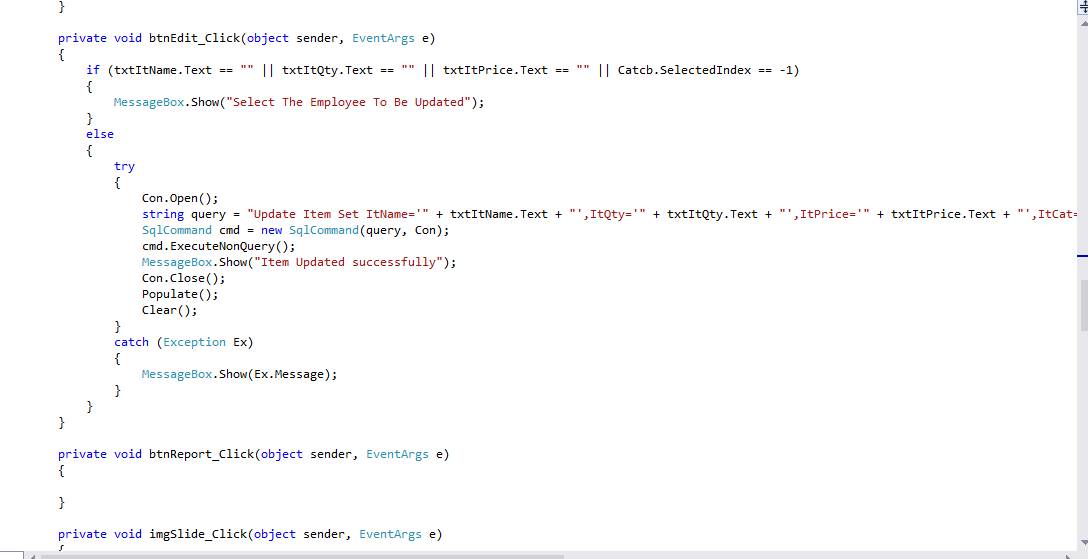 }
private void btnEdit_Click(object sender, EventArgs e)
{
if (txtItName.Text == "" || txtItQty.Text == "" || txtItPrice.Text == "" || Catcb.SelectedIndex == -1)
{
MessageBox.Show("Select The Employee To Be Updated");
}
else
{
try
{
Con.Open();
string query = "Update Item Set ItName='" + txtItName.Text + "',ItQty='" + txtItQty.Text + "',ItPrice='" + txtItPrice.Text + "',ItCat=
SqlCommand cmd = new SqlCommand(query, Con);
cmd.ExecuteNonQuery();
MessageBox.Show("Item Updated successfully");
Con.Close();
Populate();
Clear();
}
catch (Exception Ex)
{
MessageBox.Show(Ex.Message);
}
}
}
private void btnReport_Click(object sender, EventArgs e)
{
}
private void imgSlide_Click(object sender, EventArgs e)
{